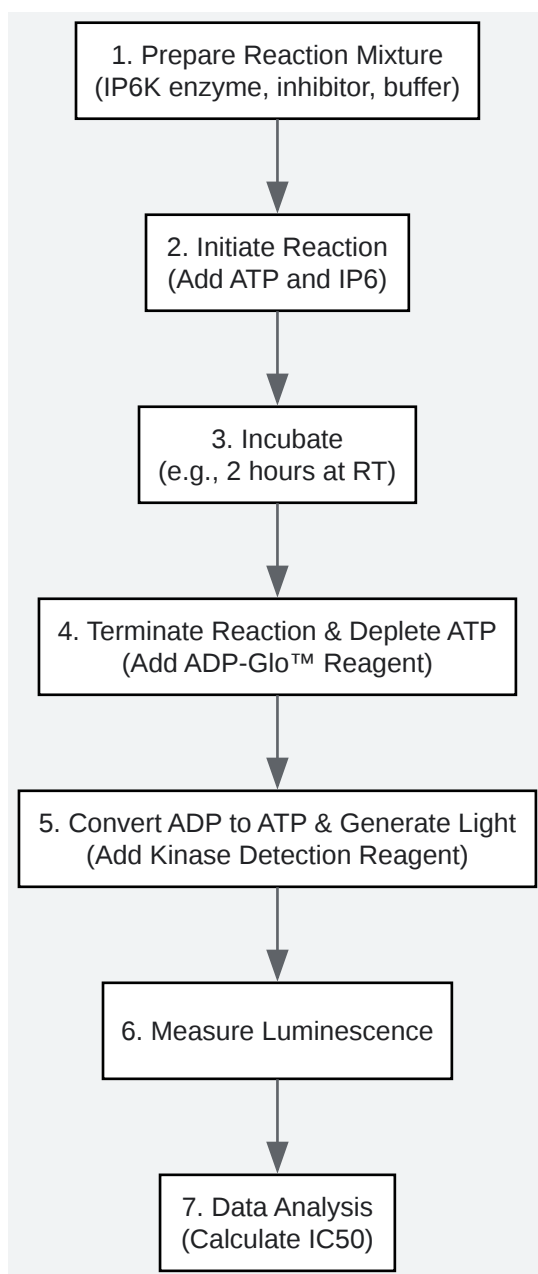 1. Prepare Reaction Mixture
(IP6K enzyme, inhibitor, buffer)
2. Initiate Reaction
(Add ATP and IP6)
3. Incubate
(e.g., 2 hours at RT)
4. Terminate Reaction & Deplete ATP
(Add ADP-Glo™ Reagent)
5. Convert ADP to ATP & Generate Light
(Add Kinase Detection Reagent)
6. Measure Luminescence
7. Data Analysis
(Calculate IC50)